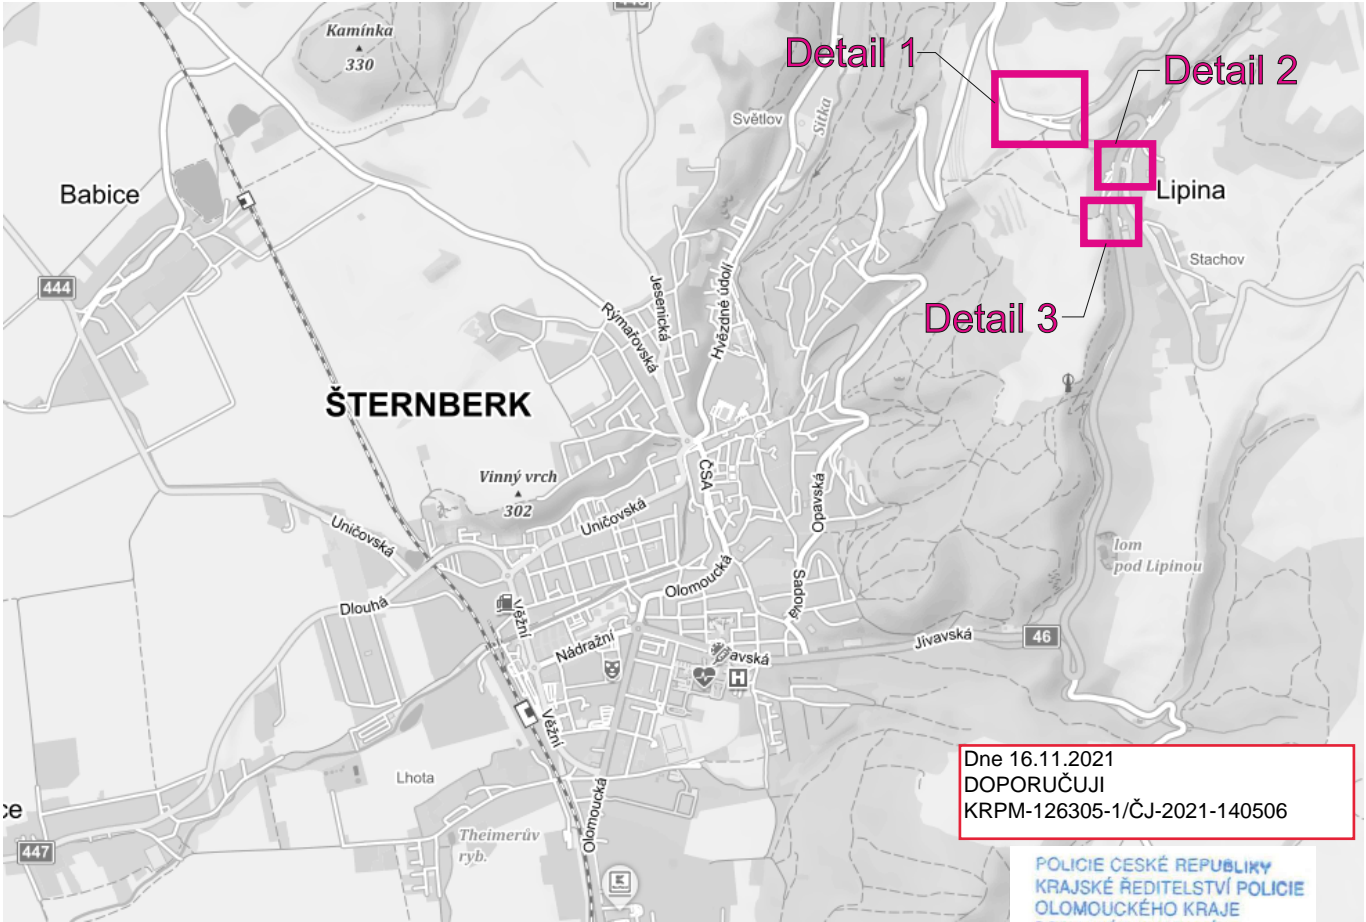 Kamínka
330
Detail 1
Detail 2
Světlov
Sitka
Babice
Lipina
Stachov
444
Detail 3
Jesenická
Rýmařovská
Hvězdné údolí
ŠTERNBERK
Vinný vrch
302
ČSA
Opavská
Uničovská
Uničovská
lom
pod Lipinou
Olomoucká
Sadová
Dlouhá
Věžní
Nádražní
avská
H
Jívavská
46
Věžní
Lhota
Olomoucká
ce
447
Theimerův
ryb.
Dne 16.11.2021
DOPORUČUJI
KRPM-126305-1/ČJ-2021-140506
POLICIE ČESKÉ REPUBLIKY
KRAJSKÉ ŘEDITELSTVÍ POLICIE
OLOMOUCKÉHO KRAJE